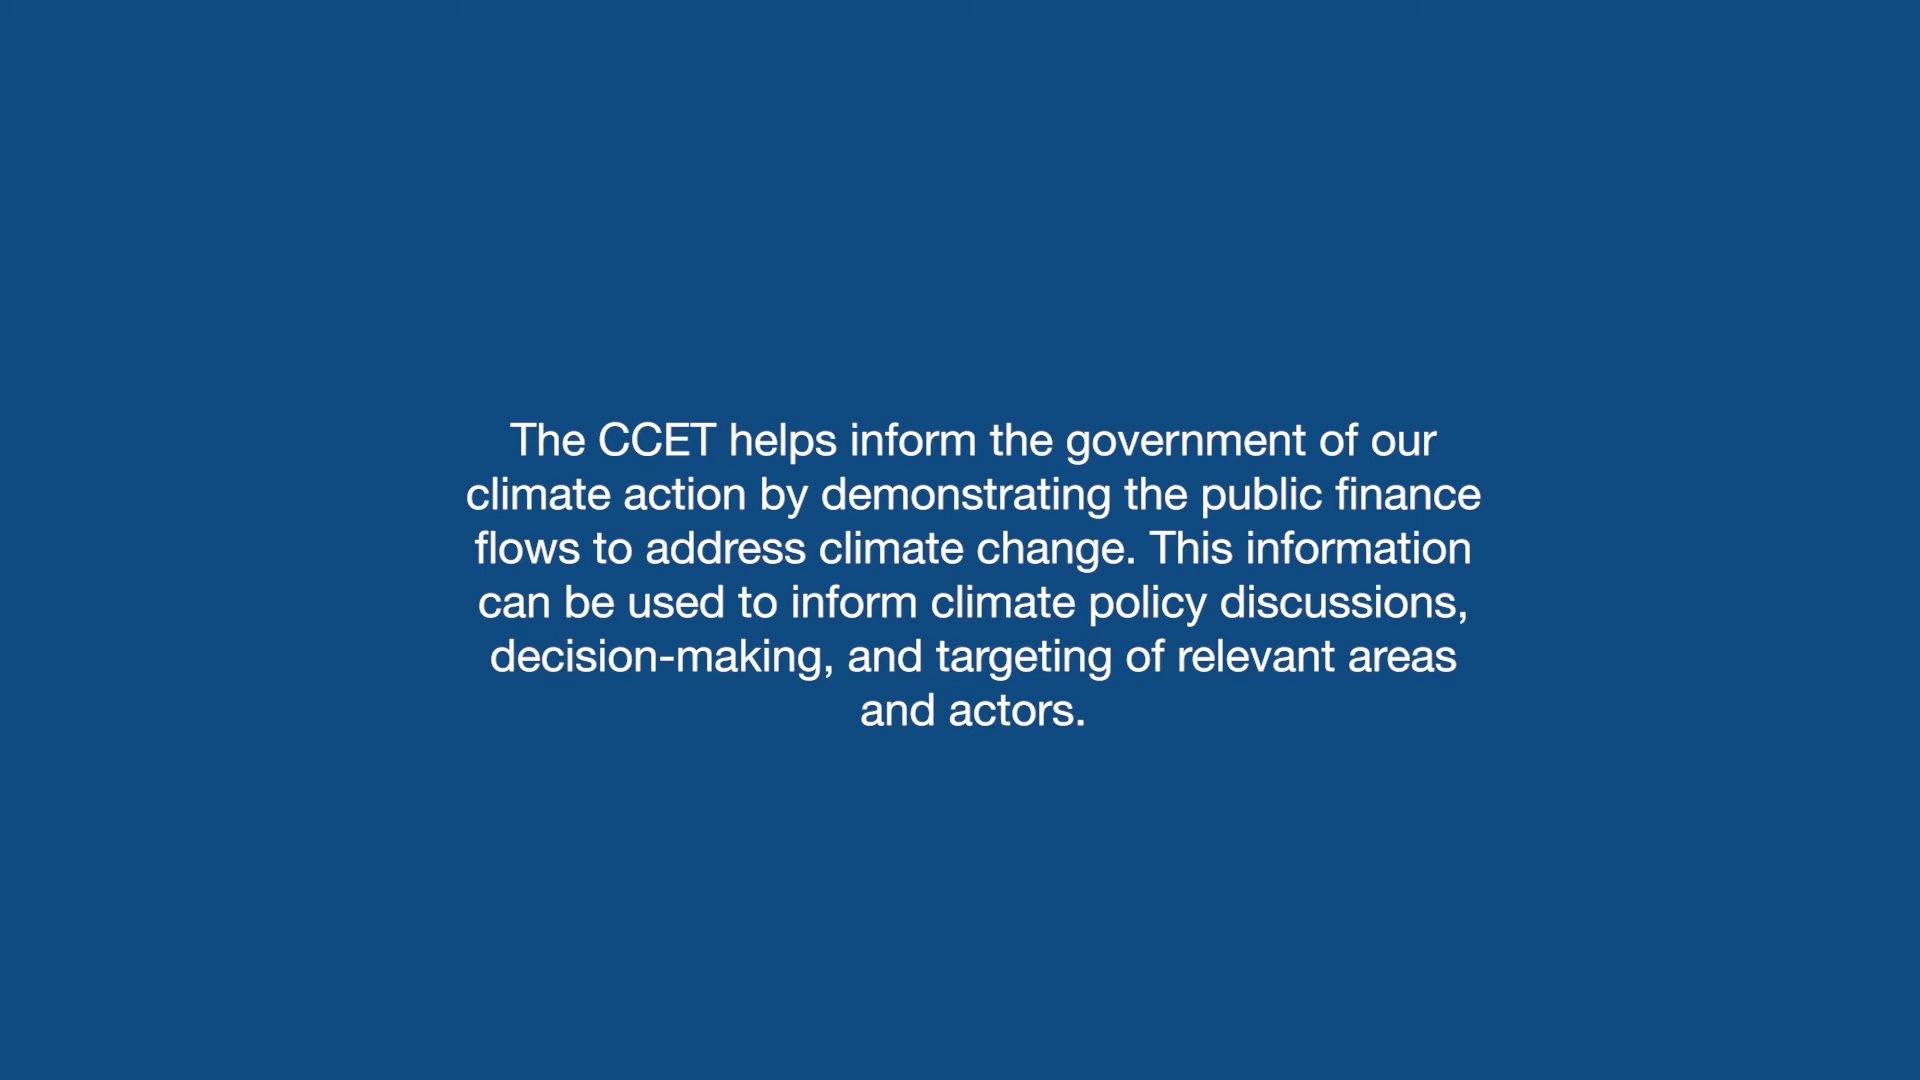 The CCET helps inform the government of our
climate action by demonstrating the public finance
flows to address climate change. This information
can be used to inform climate policy discussions,
decision-making, and targeting of relevant areas
and actors.